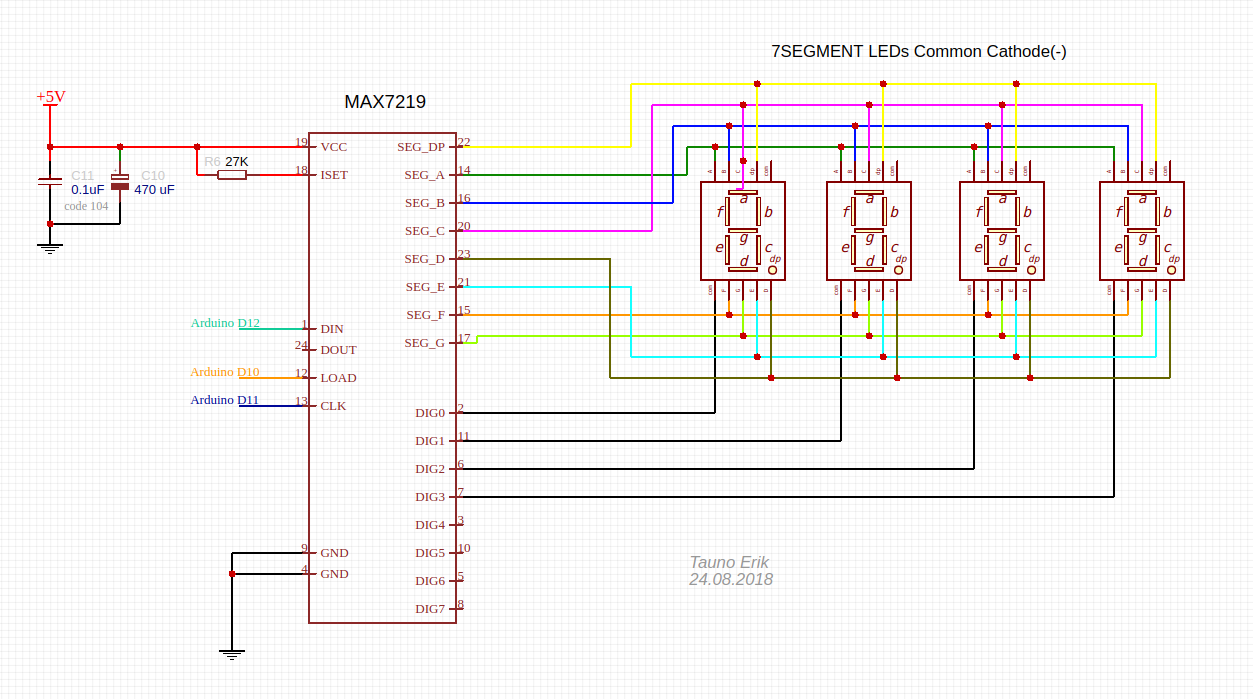 7SEGMENT LEDs Common Cathode(-)
+5V
MAX7219
19 VCC
SEG_DP 22
R6 27K
18 ISET
SEG_A 14
C11
0.1uF
code 104
C10
470 uF
SEG_B 16
SEG_C 20
SEG_D 23
SEG_E 21
SEG_F 15
SEG_G 17
Arduino D12
1 DIN
24 DOUT
Arduino D10
12 LOAD
Arduino D11
13 CLK
DIG0 2
DIG1 11
DIG2 6
DIG3 7
DIG4 3
DIG5 10
DIG6 5
DIG7 8
9 GND
4 GND
A B C dp com
a
f b
g
e c
d dp
com F G E D
A B C dp com
a
f b
g
e c
d dp
com F G E D
A B C dp com
a
f b
g
e c
d dp
com F G E D
A B C dp com
a
f b
g
e c
d dp
com F G E D
Tauno Erik
24.08.2018